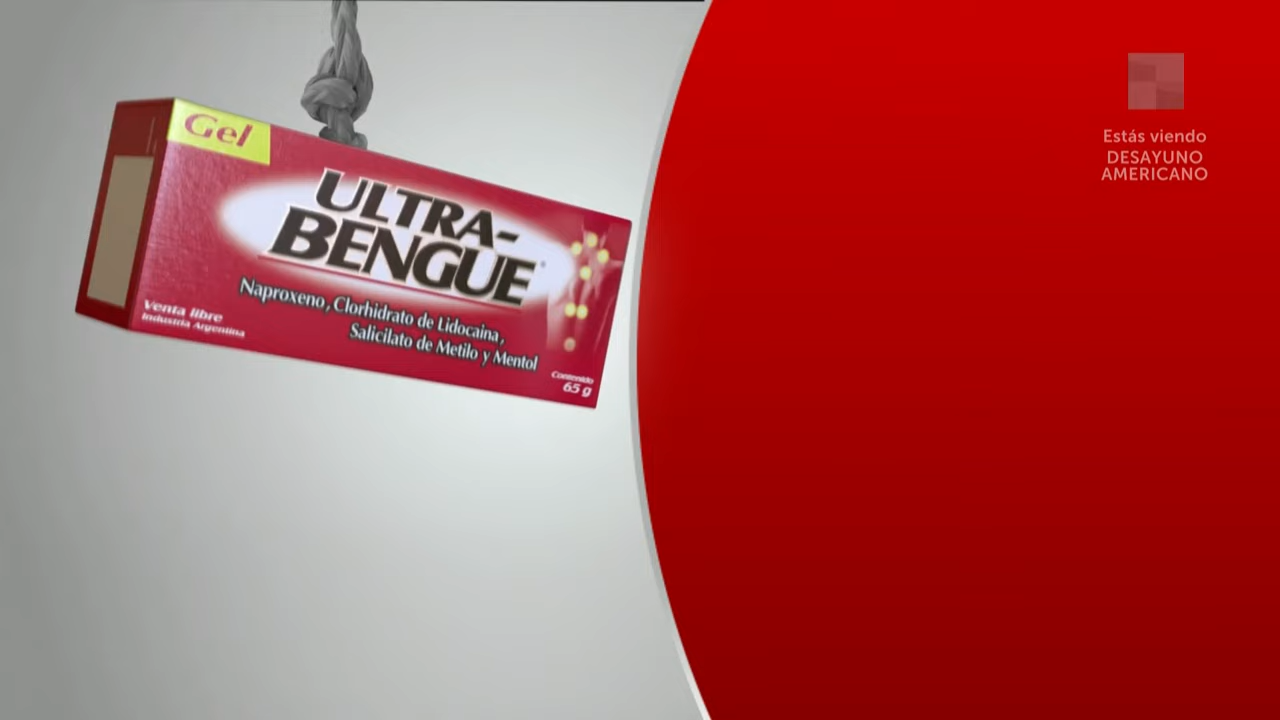 Gel
ULTRA-
BENGUE
Naproxeno, Clorhidrato de Lidocaina,
Salicilato de Metilo y Mentol
Venta libre
Industria Argentina
Contenido
65 g
Estás viendo
DESAYUNO
AMERICANO